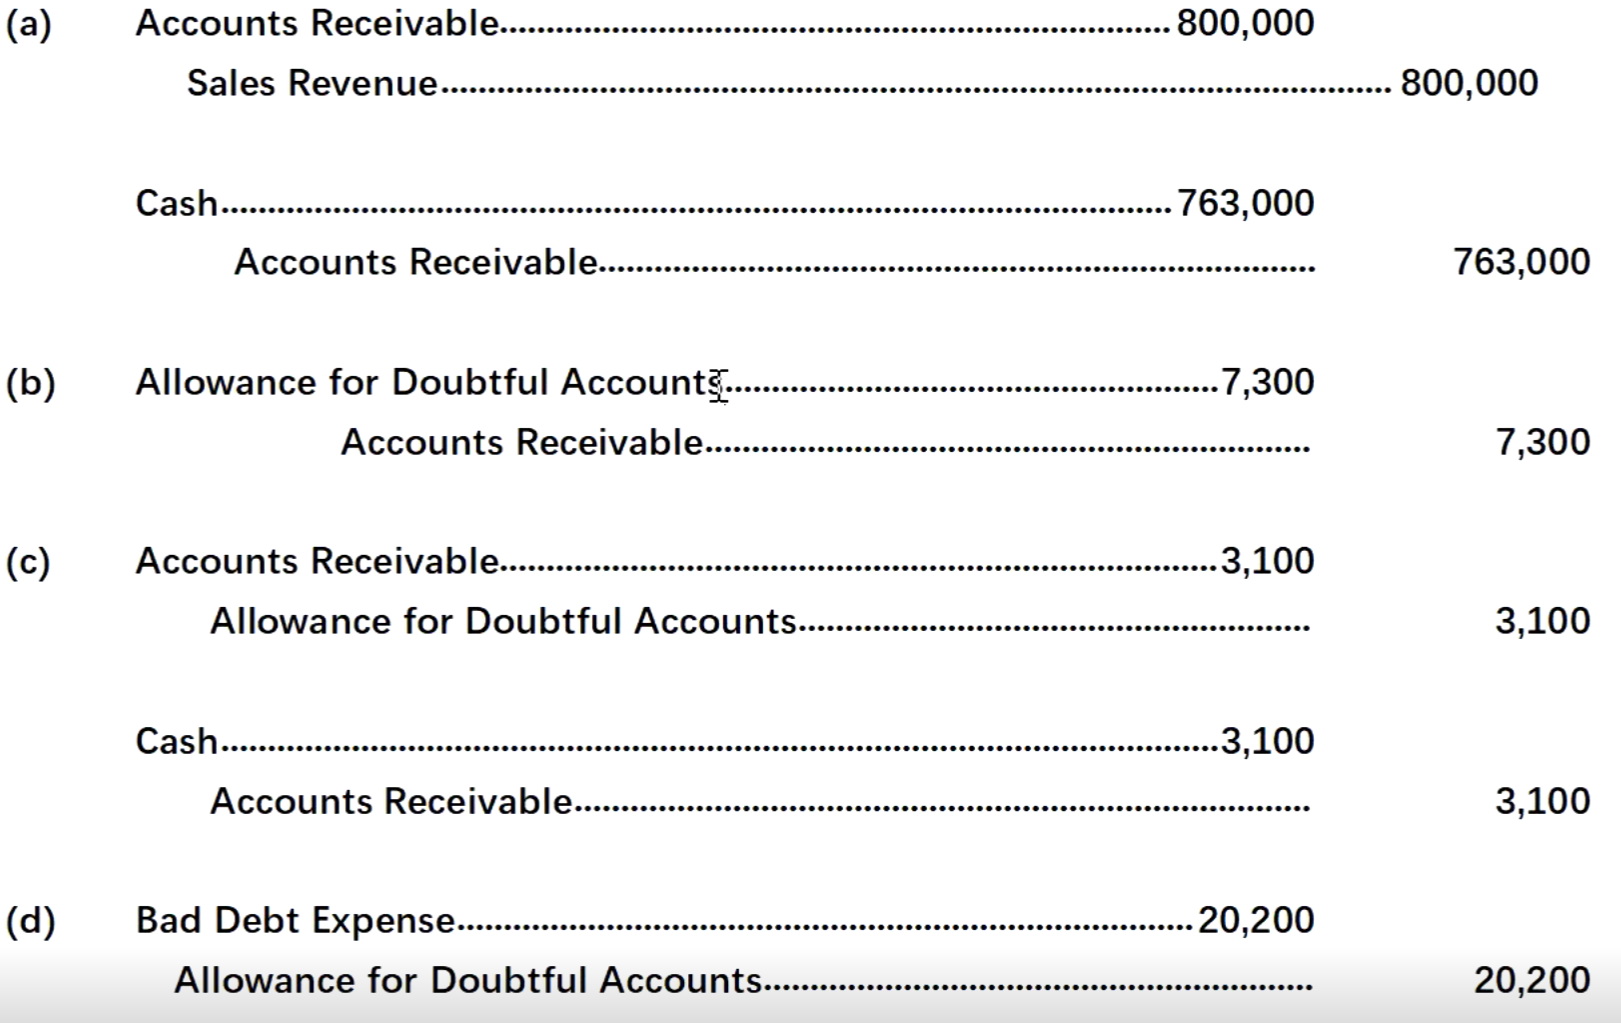 (a) Accounts Receivable........................................................................ 800,000
Sales Revenue...................................................................................................... 800,000
Cash...................................................................................................... 763,000
Accounts Receivable............................................................................. 763,000
(b) Allowance for Doubtful Accounts.....................................................7,300
Accounts Receivable................................................................. 7,300
(c) Accounts Receivable.............................................................................3,100
Allowance for Doubtful Accounts....................................................... 3,100
Cash...........................................................................................................3,100
Accounts Receivable............................................................................... 3,100
(d) Bad Debt Expense............................................................................... 20,200
Allowance for Doubtful Accounts........................................................... 20,200